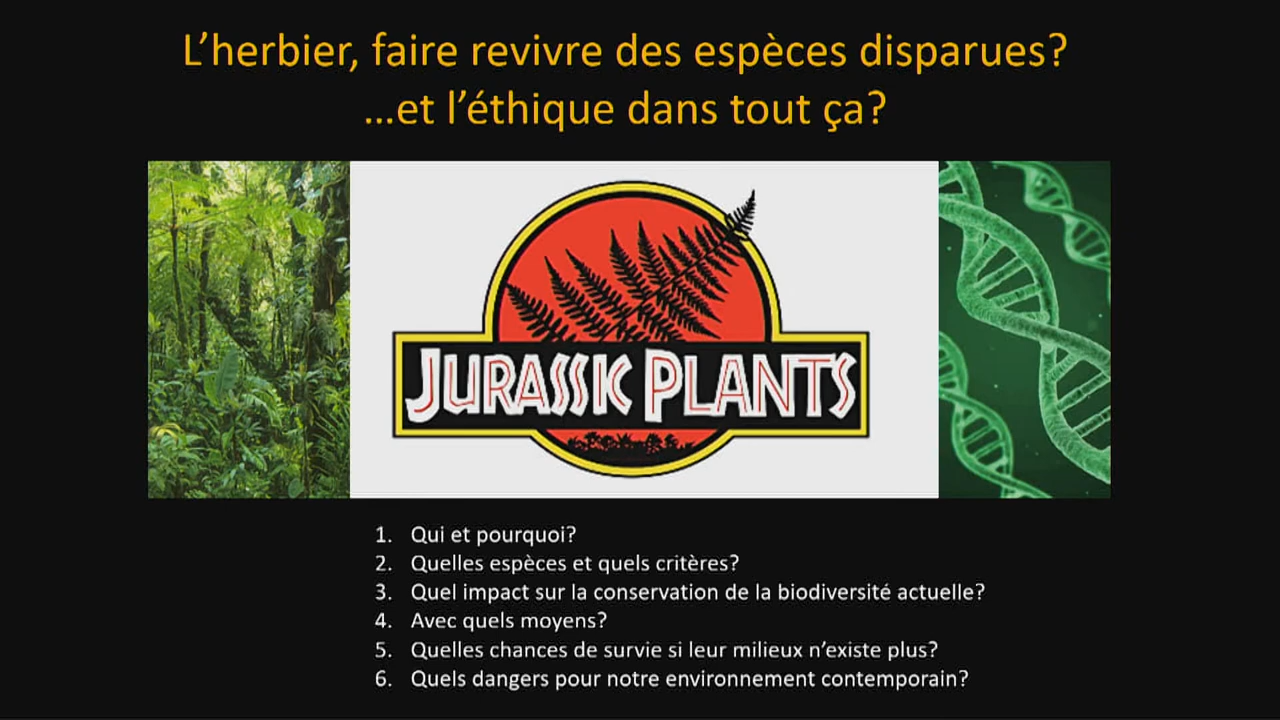 L’herbier, faire revivre des espèces disparues?
...et l’éthique dans tout ça?
JURASSIC PLANTS
1. Qui et pourquoi?
2. Quelles espèces et quels critères?
3. Quel impact sur la conservation de la biodiversité actuelle?
4. Avec quels moyens?
5. Quelles chances de survie si leur milieux n’existe plus?
6. Quels dangers pour notre environnement contemporain?